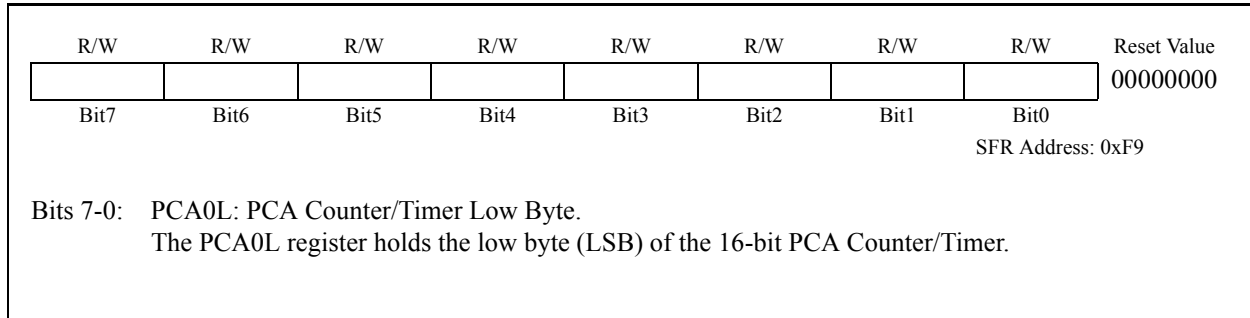 R/W R/W R/W R/W R/W R/W R/W R/W Reset Value
00000000
Bit7 Bit6 Bit5 Bit4 Bit3 Bit2 Bit1 Bit0
SFR Address: 0xF9
Bits 7-0: PCA0L: PCA Counter/Timer Low Byte.
The PCA0L register holds the low byte (LSB) of the 16-bit PCA Counter/Timer.